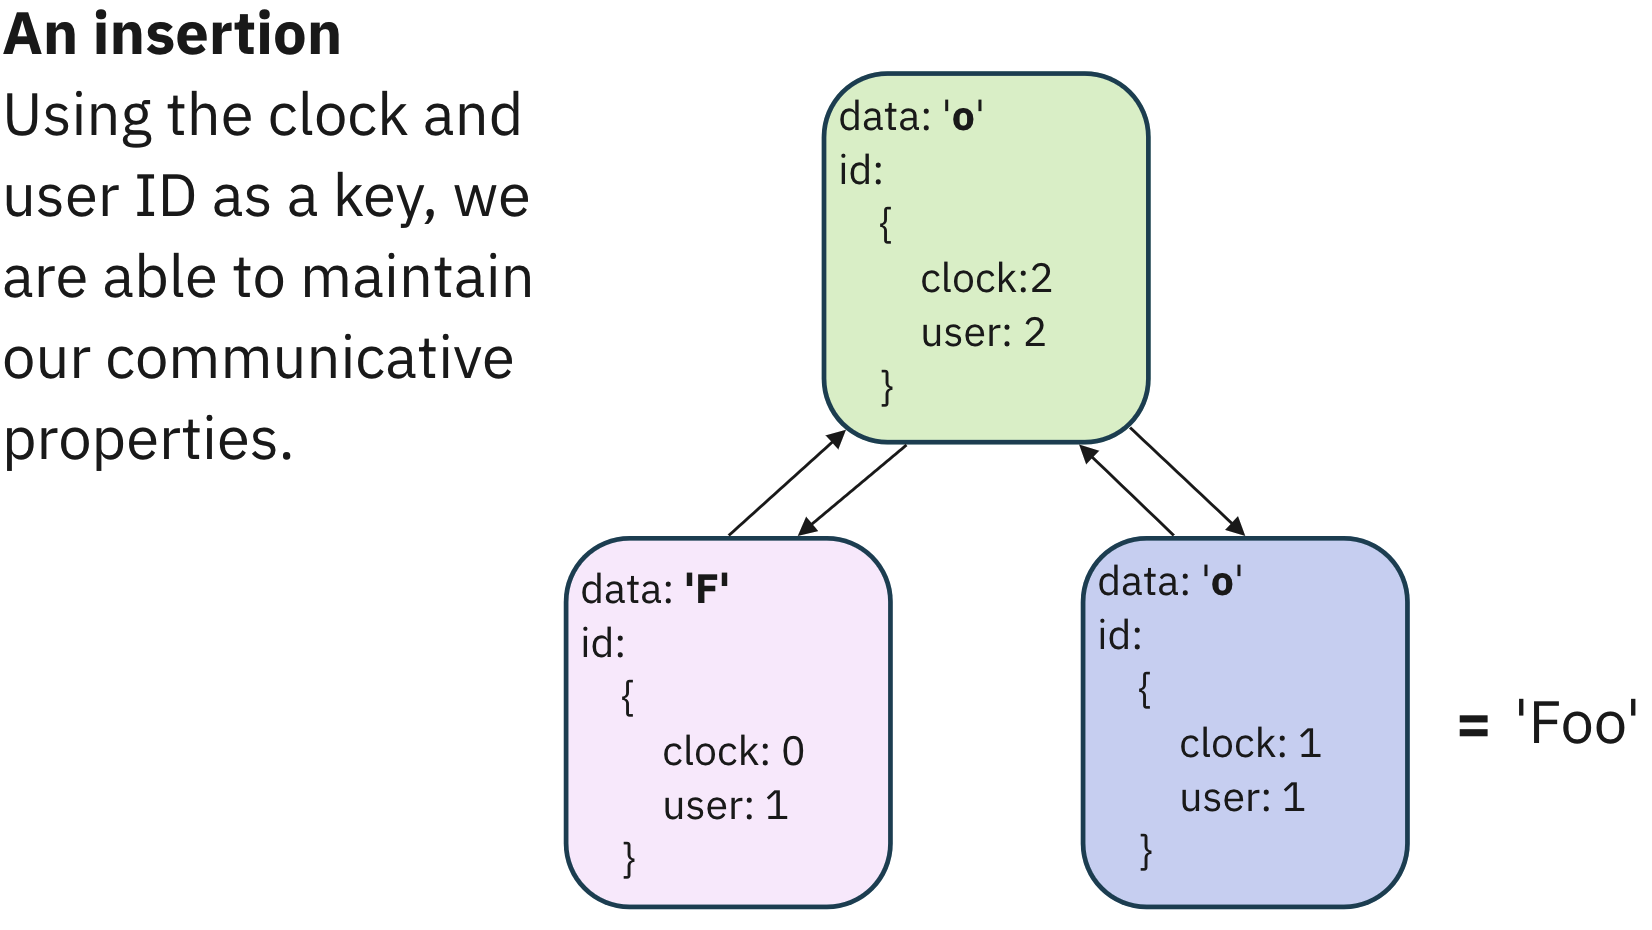 An insertion
Using the clock and
user ID as a key, we
are able to maintain
our communicative
properties.
data: 'o'
id:
{
clock:2
user: 2
}
data: 'F'
id:
{
clock: 0
user: 1
}
data: 'o'
id:
{
clock: 1
user: 1
}
= 'Foo'